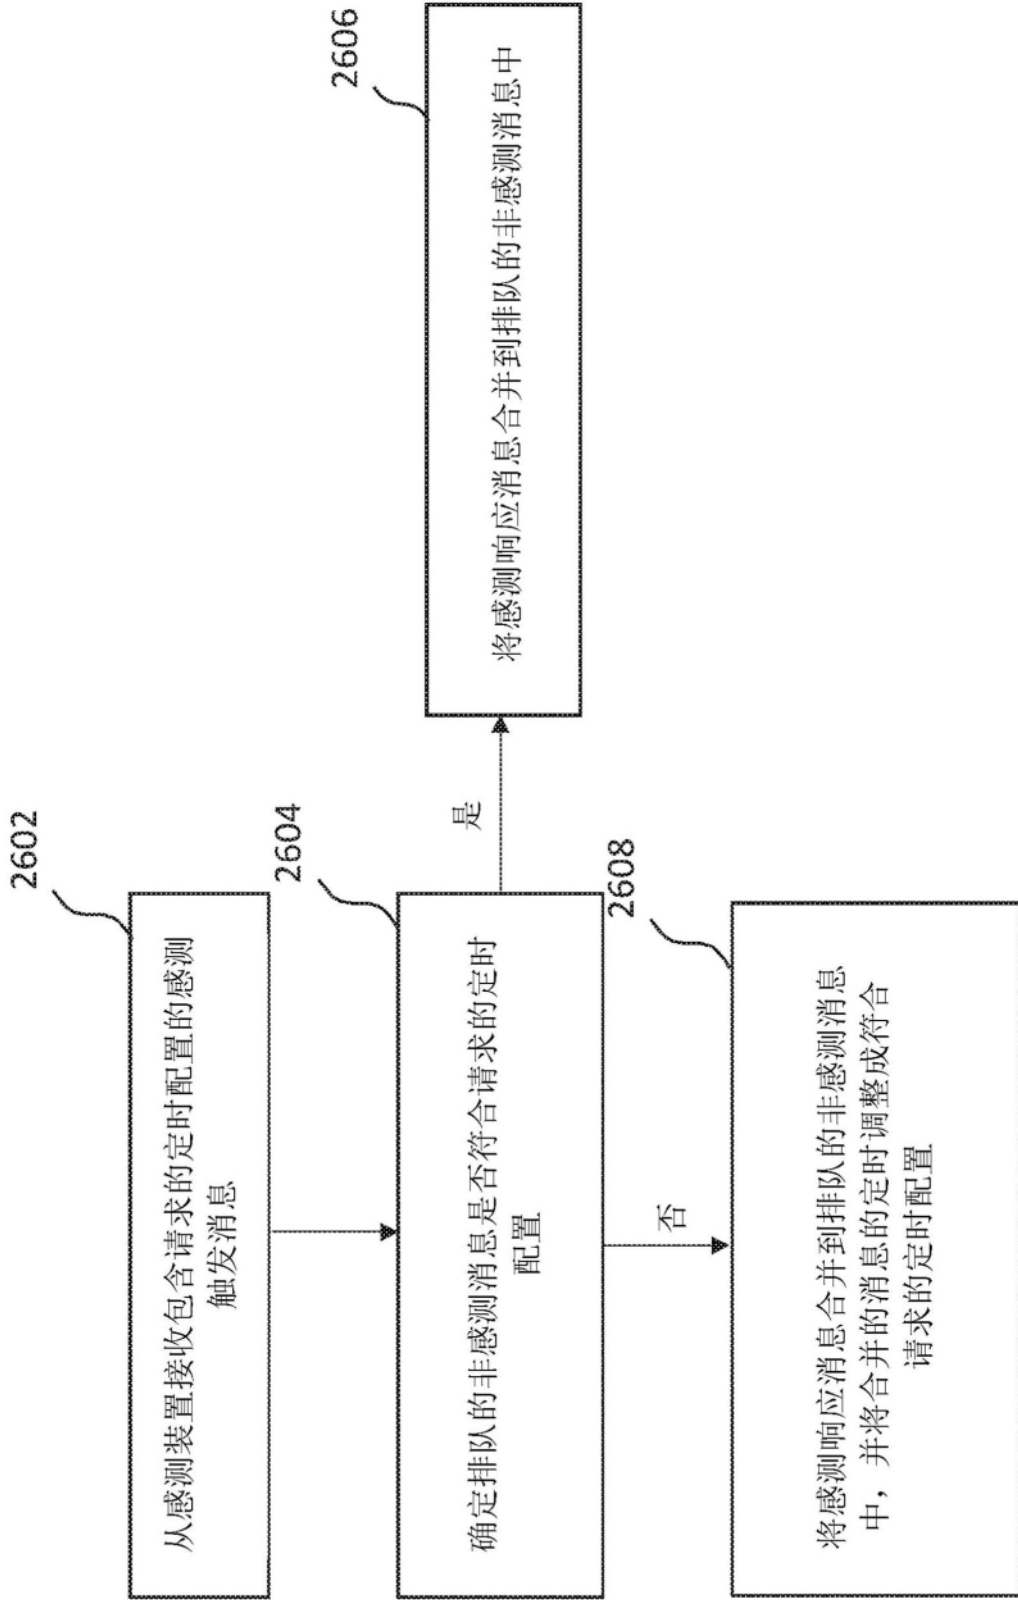 2602
从感测装置接收包含请求的定时配置的感测
触发消息
2604
确定排队的非感测消息是否符合请求的定时
配置
是
2606
将感测响应消息合并到排队的非感测消息中
否
2608
将感测响应消息合并到排队的非感测消息
中，并将合并的消息的定时调整成符合
请求的定时配置